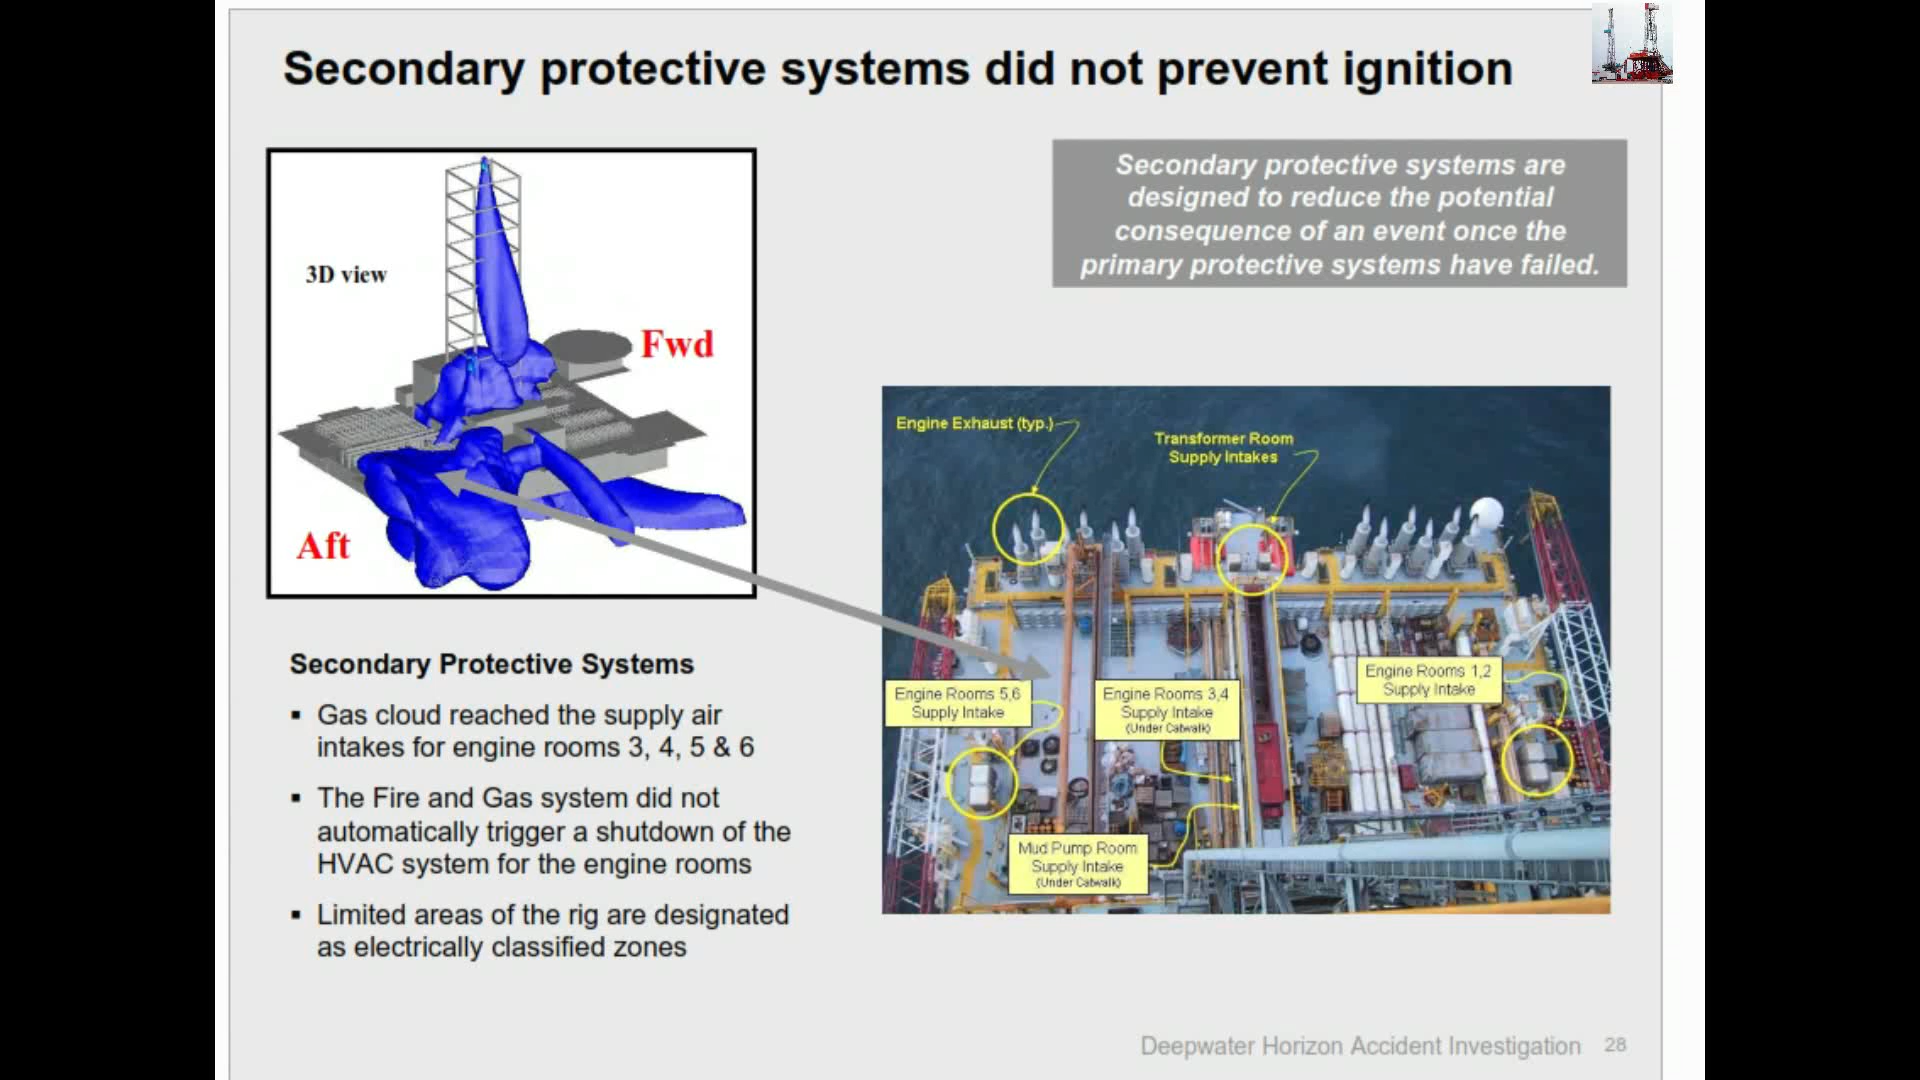 Secondary protective systems did not prevent ignition
3D view
Fwd
Aft
Secondary protective systems are
designed to reduce the potential
consequence of an event once the
primary protective systems have failed.
Engine Exhaust (typ.)
Transformer Room
Supply Intakes
Engine Rooms 5,6
Supply Intake
Engine Rooms 3,4
Supply Intake
(Under Catwalk)
Engine Rooms 1,2
Supply Intake
Mud Pump Room
Supply Intake
(Under Catwalk)
Secondary Protective Systems
▪ Gas cloud reached the supply air
intakes for engine rooms 3, 4, 5 & 6
▪ The Fire and Gas system did not
automatically trigger a shutdown of the
HVAC system for the engine rooms
▪ Limited areas of the rig are designated
as electrically classified zones
Deepwater Horizon Accident Investigation 28